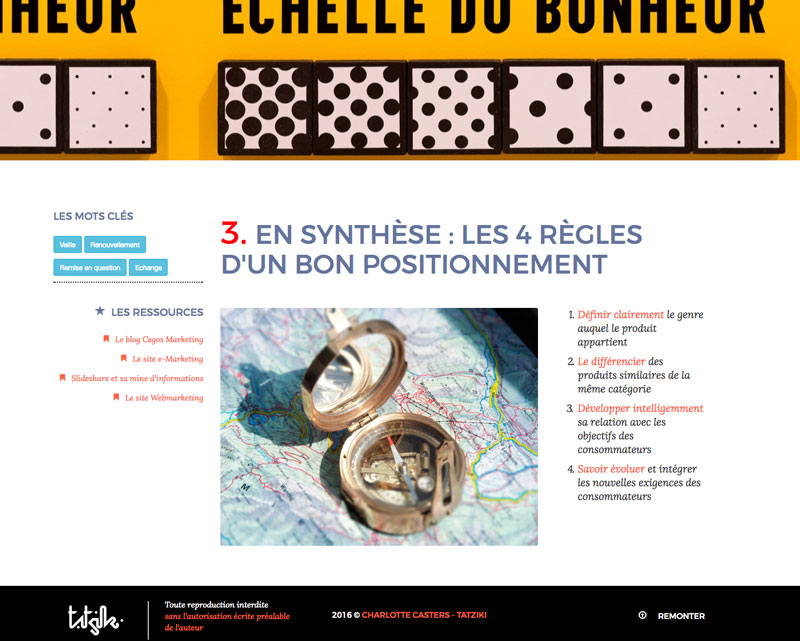 HEUR ECHELLE DU BONHEUR
LES MOTS CLÉS
Veille Renouvellement
Remise en question Echange
LES RESSOURCES
Le blog Cegos Marketing
Le site e-Marketing
Slideshare et sa mine d'informations
Le site Webmarketing
3. EN SYNTHÈSE : LES 4 RÈGLES
D'UN BON POSITIONNEMENT
1. Définir clairement le genre
auquel le produit
appartient
2. Le différencier des
produits similaires de la
même catégorie
3. Développer intelligemment
sa relation avec les
objectifs des
consommateurs
4. Savoir évoluer et intégrer
les nouvelles exigences des
consommateurs
tatzik
Toute reproduction interdite
sans l'autorisation écrite préalable
de l'auteur
2016 © CHARLOTTE CASTERS - TATZIKI
REMONTER